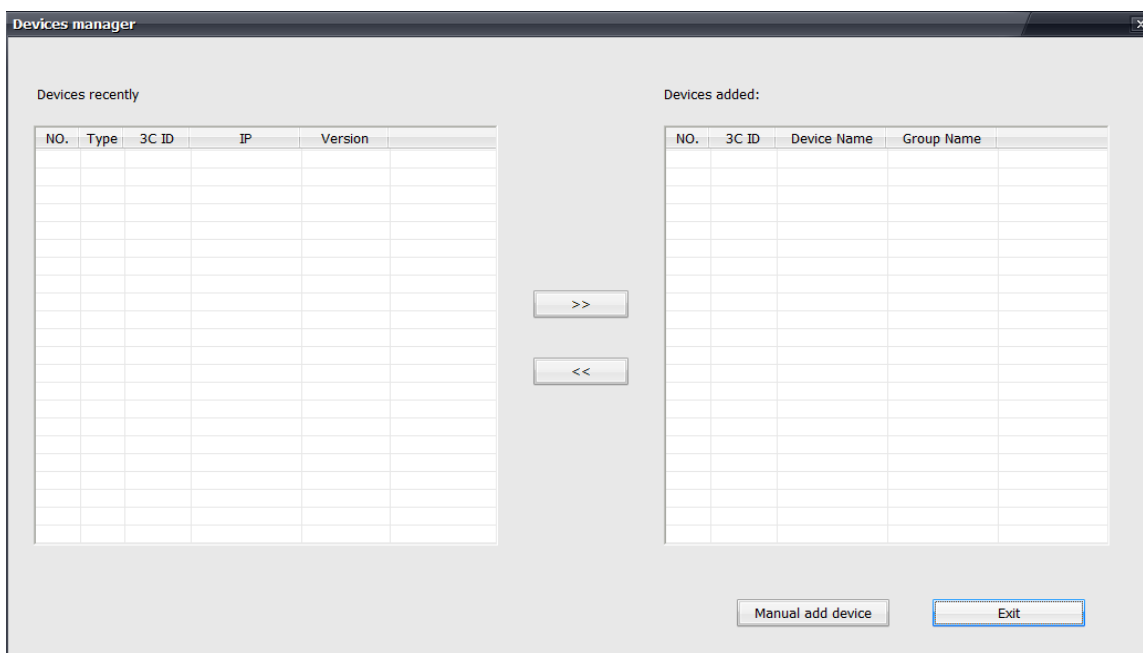 Devices manager
Devices recently
Devices added:
NO. Type 3C ID IP Version
NO. 3C ID Device Name Group Name
>>
<<
Manual add device
Exit